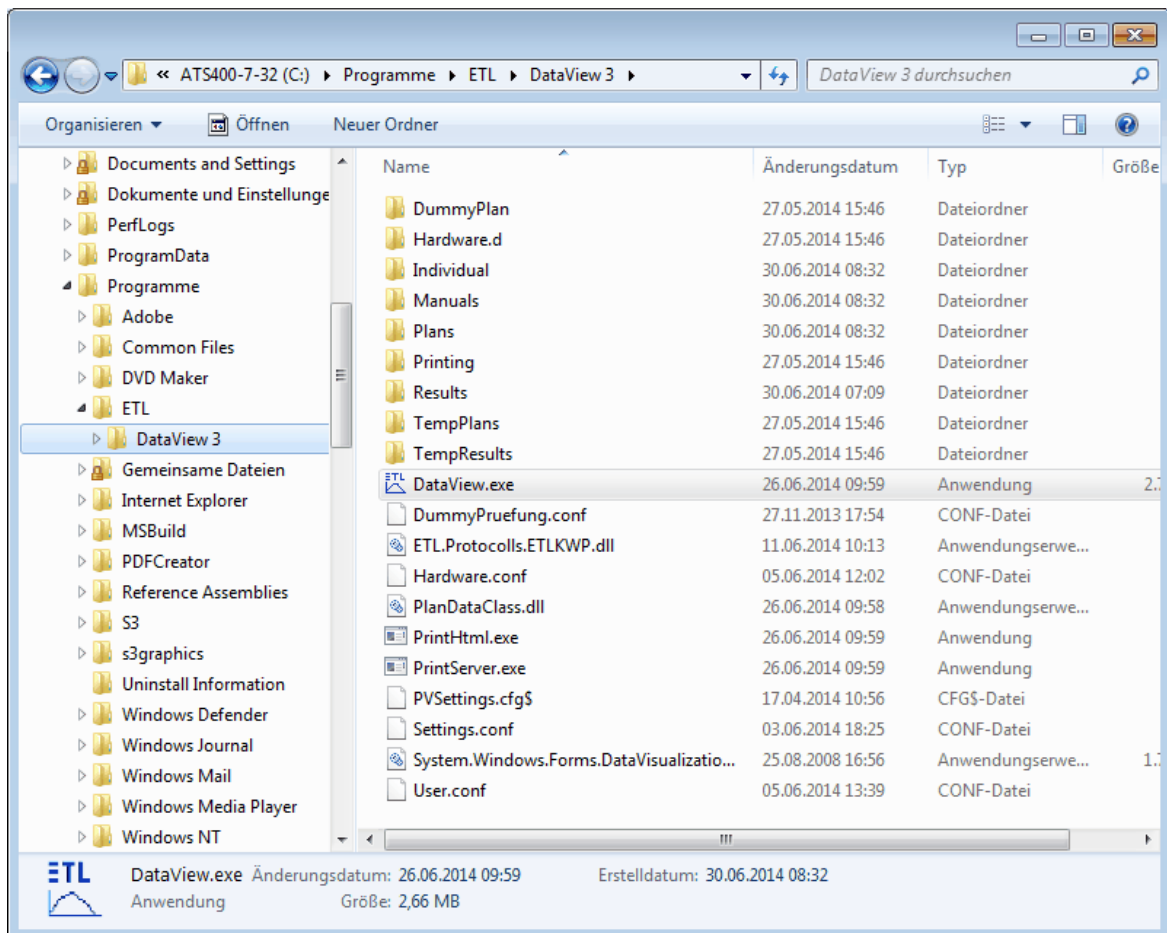 « ATS400-7-32 (C:) ▸ Programme ▸ ETL ▸ DataView 3 ▸ DataView 3 durchsuchen
Organisieren Öffnen Neuer Ordner
Documents and Settings
Dokumente und Einstellunge
PerfLogs
ProgramData
Programme
Adobe
Common Files
DVD Maker
ETL
DataView 3
Gemeinsame Dateien
Internet Explorer
MSBuild
PDFCreator
Reference Assemblies
S3
s3graphics
Uninstall Information
Windows Defender
Windows Journal
Windows Mail
Windows Media Player
Windows NT
Name Änderungsdatum Typ Größe
DummyPlan 27.05.2014 15:46 Dateiordner
Hardware.d 27.05.2014 15:46 Dateiordner
Individual 30.06.2014 08:32 Dateiordner
Manuals 30.06.2014 08:32 Dateiordner
Plans 30.06.2014 08:32 Dateiordner
Printing 27.05.2014 15:46 Dateiordner
Results 30.06.2014 07:09 Dateiordner
TempPlans 27.05.2014 15:46 Dateiordner
TempResults 27.05.2014 15:46 Dateiordner
ETL DataView.exe 26.06.2014 09:59 Anwendung 2.
DummyPruefung.conf 27.11.2013 17:54 CONF-Datei
ETL.Protocolls.ETLKWP.dll 11.06.2014 10:13 Anwendungserwe...
Hardware.conf 05.06.2014 12:02 CONF-Datei
PlanDataClass.dll 26.06.2014 09:58 Anwendungserwe...
PrintHtml.exe 26.06.2014 09:59 Anwendung
PrintServer.exe 26.06.2014 09:59 Anwendung
PVSettings.cfg$ 17.04.2014 10:56 CFG$-Datei
Settings.conf 03.06.2014 18:25 CONF-Datei
System.Windows.Forms.DataVisualizatio... 25.08.2008 16:56 Anwendungserwe... 1.
User.conf 05.06.2014 13:39 CONF-Datei
ETL DataView.exe Änderungsdatum: 26.06.2014 09:59 Erstelldatum: 30.06.2014 08:32
Anwendung Größe: 2,66 MB